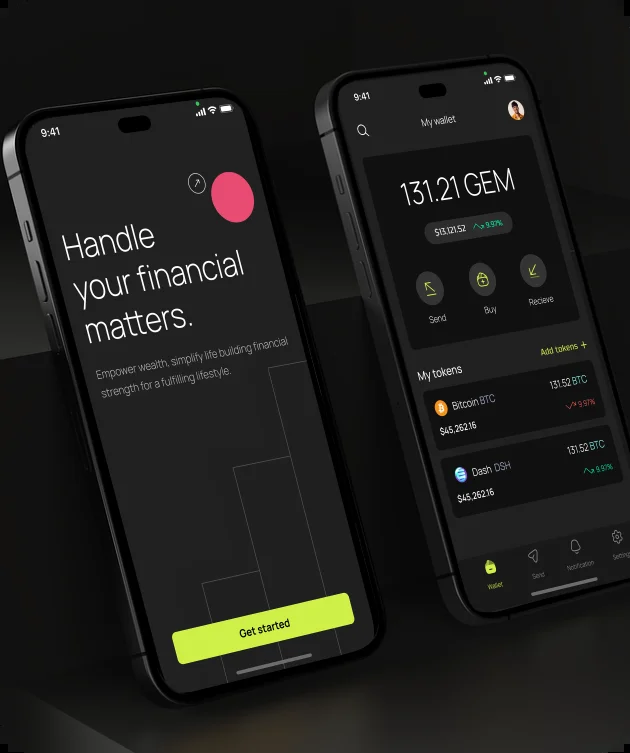 9:41
Handle
your financial
matters.
Empower wealth, simplify life building financial
strength for a fulfilling lifestyle.
Get started
9:41
My wallet
131.21 GEM
$13,121.52 9.97%
Send Buy Recieve
My tokens Add tokens +
Bitcoin BTC 131.52 BTC
$45,262.16 9.97%
Dash DSH 131.52 BTC
$45,262.16 9.97%
Wallet Send Notification Settings